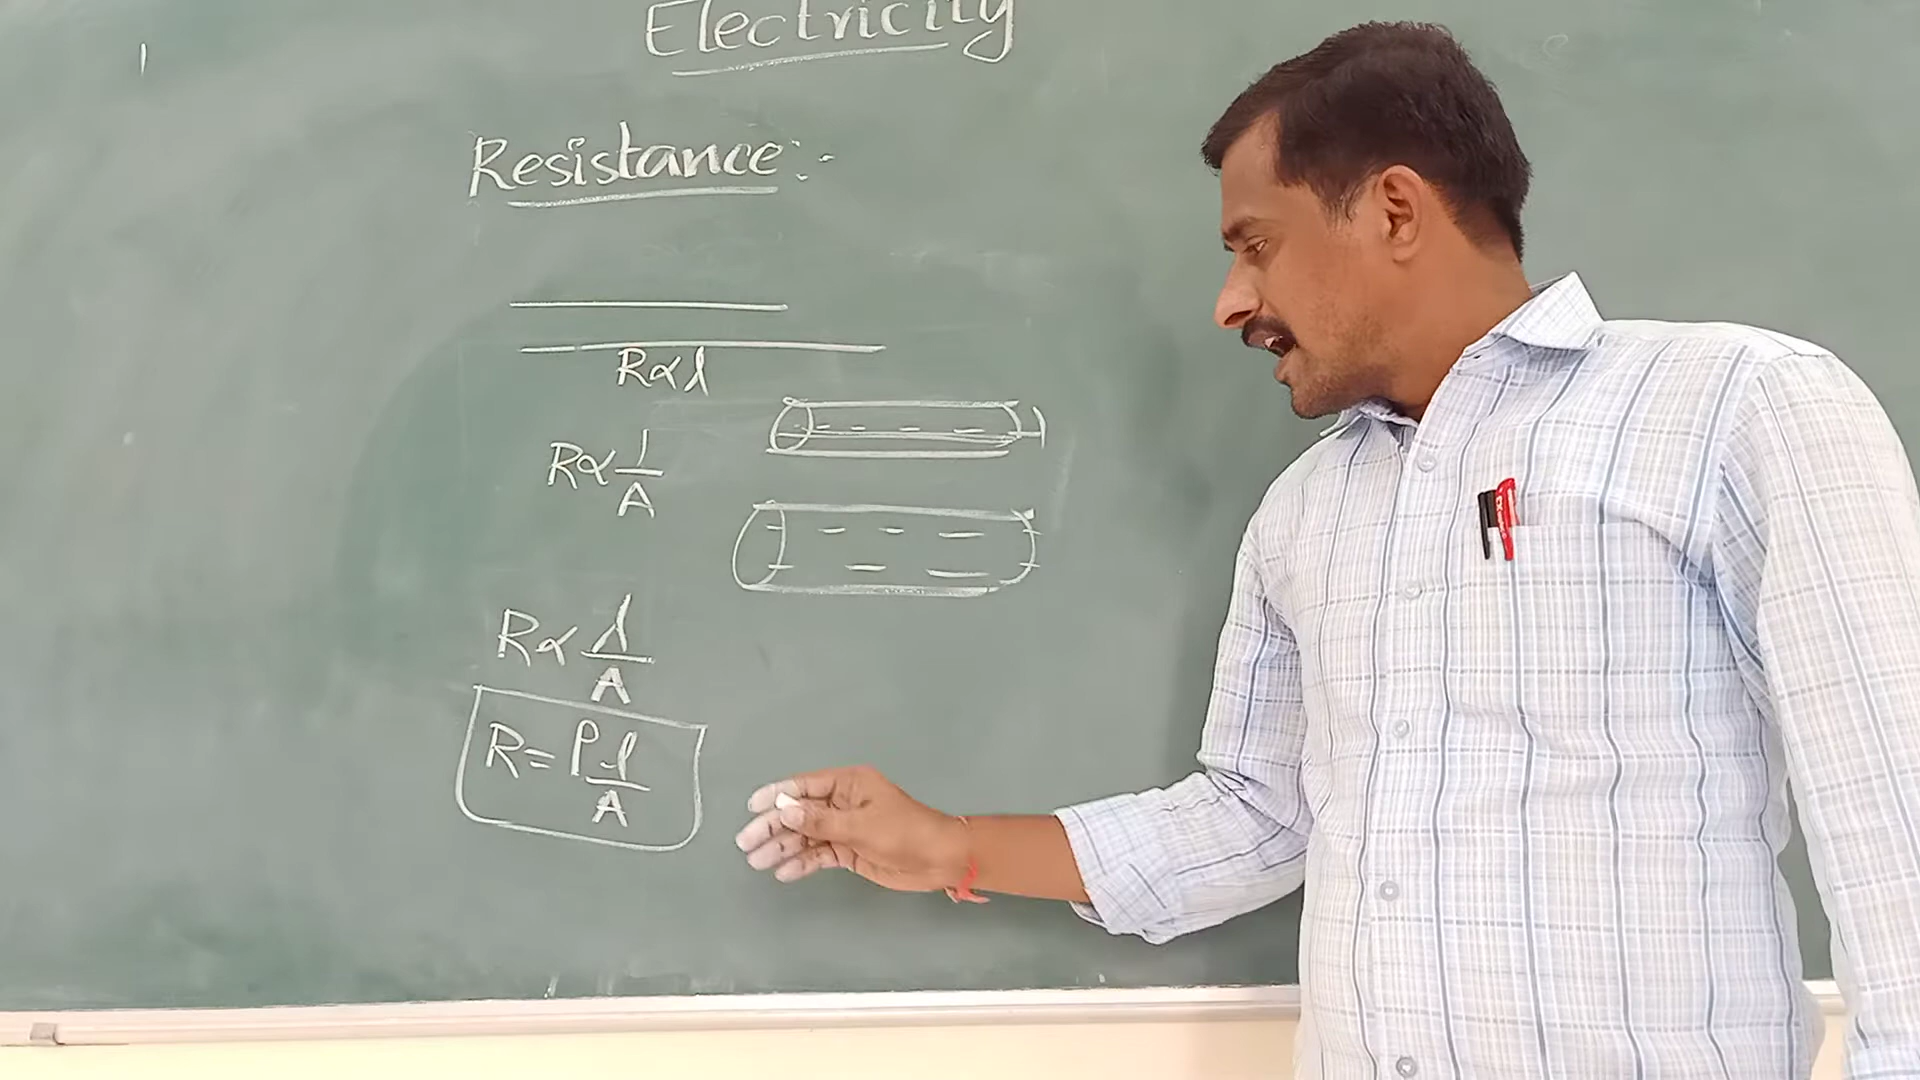 Electricity
Resistance:-
R∝l
R∝1/A
R∝l/A
R=ρl/A